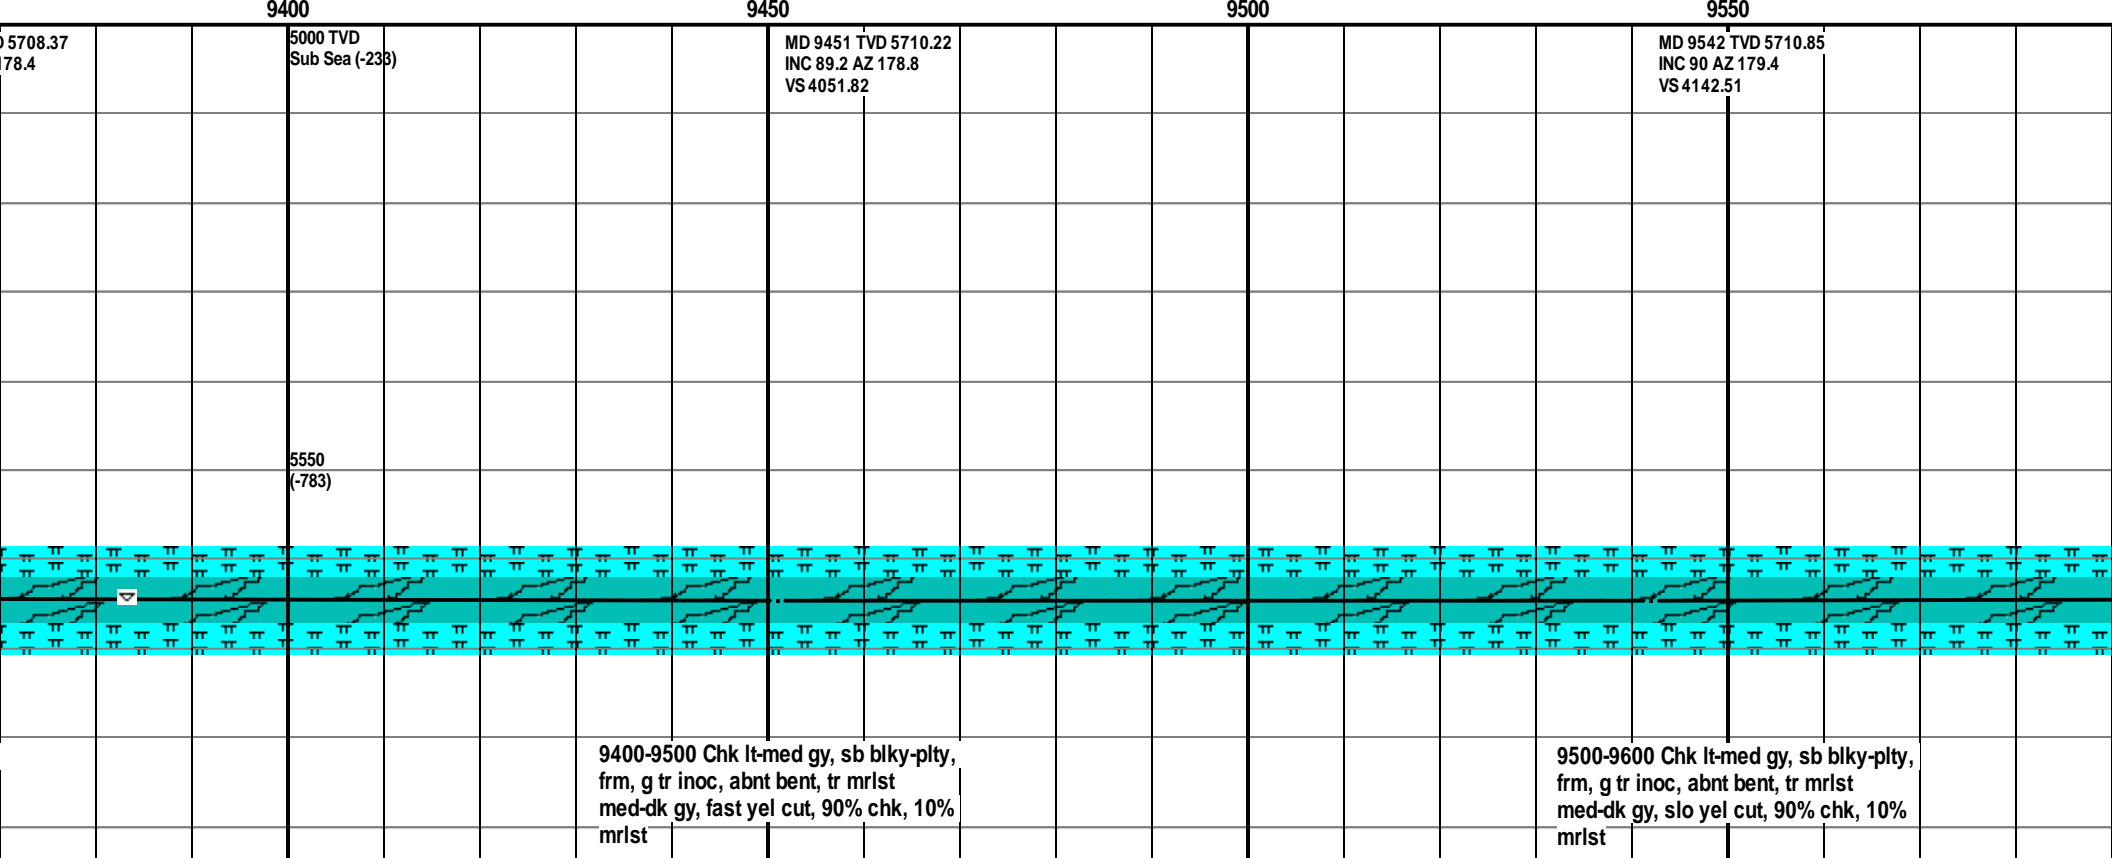 9400 9450 9500 9550
5708.37
178.4
5000 TVD
Sub Sea (-233)
MD 9451 TVD 5710.22
INC 89.2 AZ 178.8
VS 4051.82
MD 9542 TVD 5710.85
INC 90 AZ 179.4
VS 4142.51
5550
(-783)
9400-9500 Chk lt-med gy, sb blky-plty,
frm, g tr inoc, abnt bent, tr mrlst
med-dk gy, fast yel cut, 90% chk, 10%
mrlst
9500-9600 Chk lt-med gy, sb blky-plty,
frm, g tr inoc, abnt bent, tr mrlst
med-dk gy, slo yel cut, 90% chk, 10%
mrlst